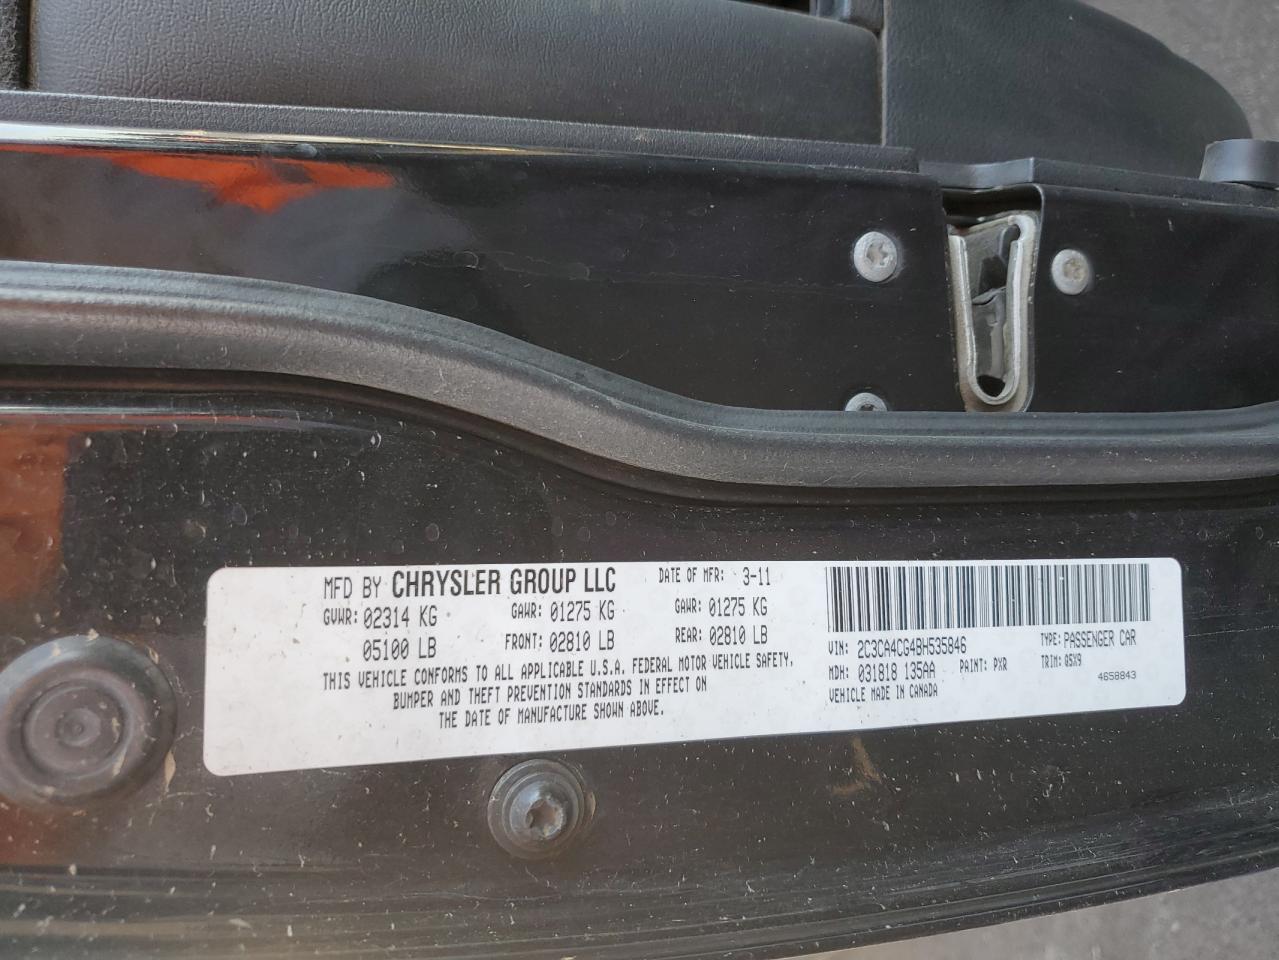 MFD BY CHRYSLER GROUP LLC DATE OF MFR: 3-11
GVWR: 02314 KG GAWR: 01275 KG GAWR: 01275 KG
05100 LB FRONT: 02810 LB REAR: 02810 LB
THIS VEHICLE CONFORMS TO ALL APPLICABLE U.S.A. FEDERAL MOTOR VEHICLE SAFETY,
BUMPER AND THEFT PREVENTION STANDARDS IN EFFECT ON
THE DATE OF MANUFACTURE SHOWN ABOVE.
VIN: 2C3CA4CG4BH535846 TYPE: PASSENGER CAR
MDH: 031818 135AA PAINT: PXR TRIM: Q5X9
VEHICLE MADE IN CANADA 4658843